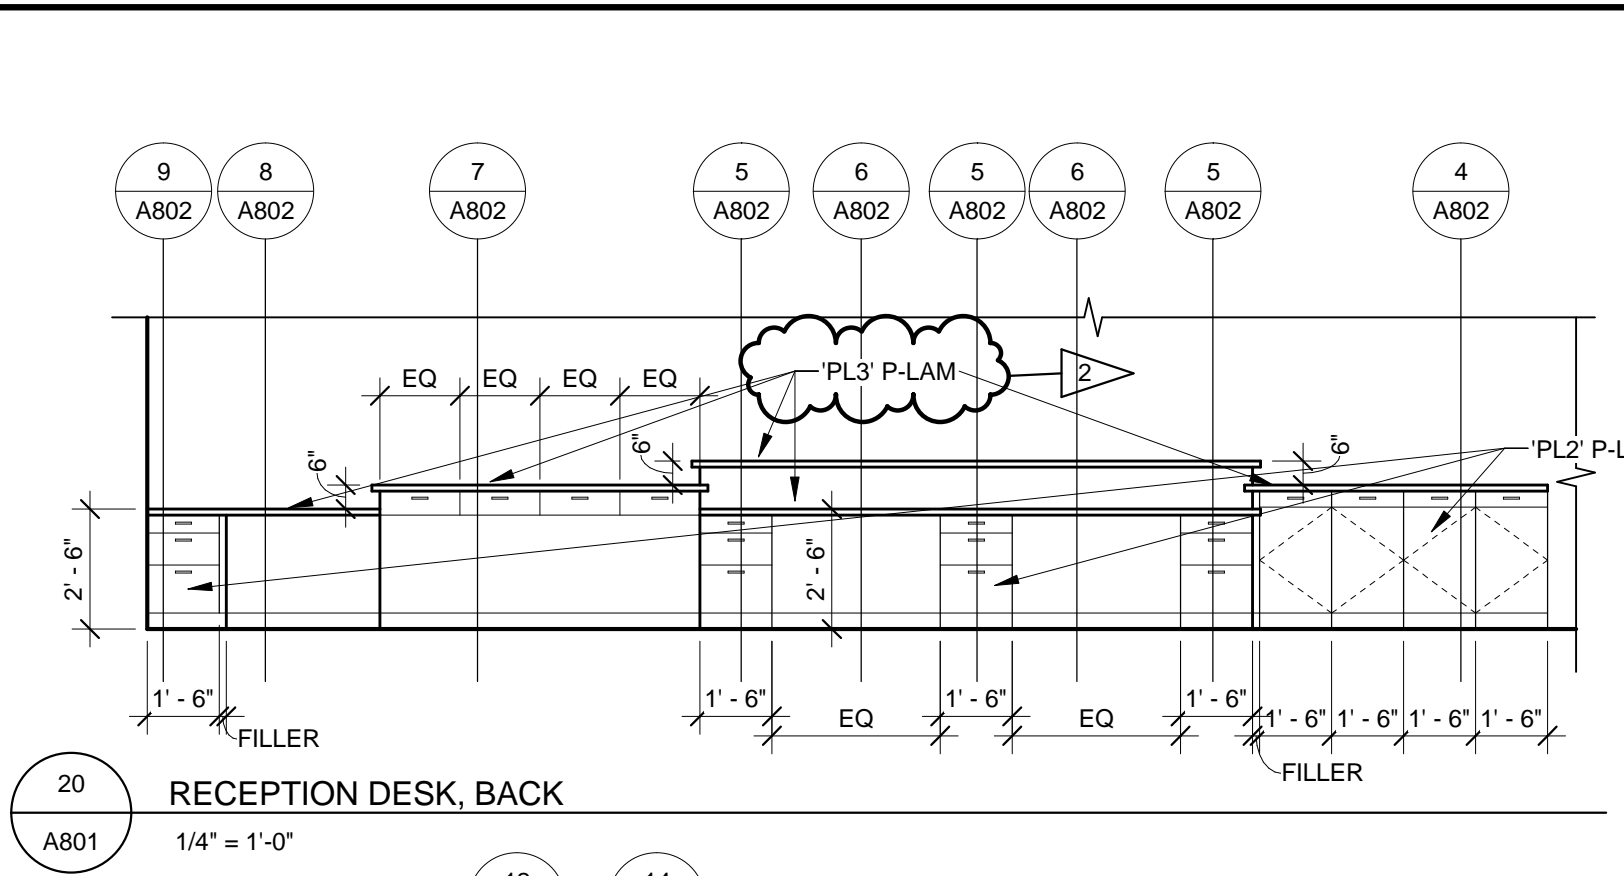 9 8 7 5 6 5 6 5 4
A802 A802 A802 A802 A802 A802 A802 A802 A802
EQ EQ EQ EQ
'PL3' P-LAM
2
6"
6"
6"
'PL2'
2' - 6"
2' - 6"
1' - 6" 1' - 6" 1' - 6" 1' - 6"
EQ EQ
1' - 6" 1' - 6" 1' - 6" 1' - 6"
FILLER
FILLER
20
A801
RECEPTION DESK, BACK
1/4" = 1'-0"